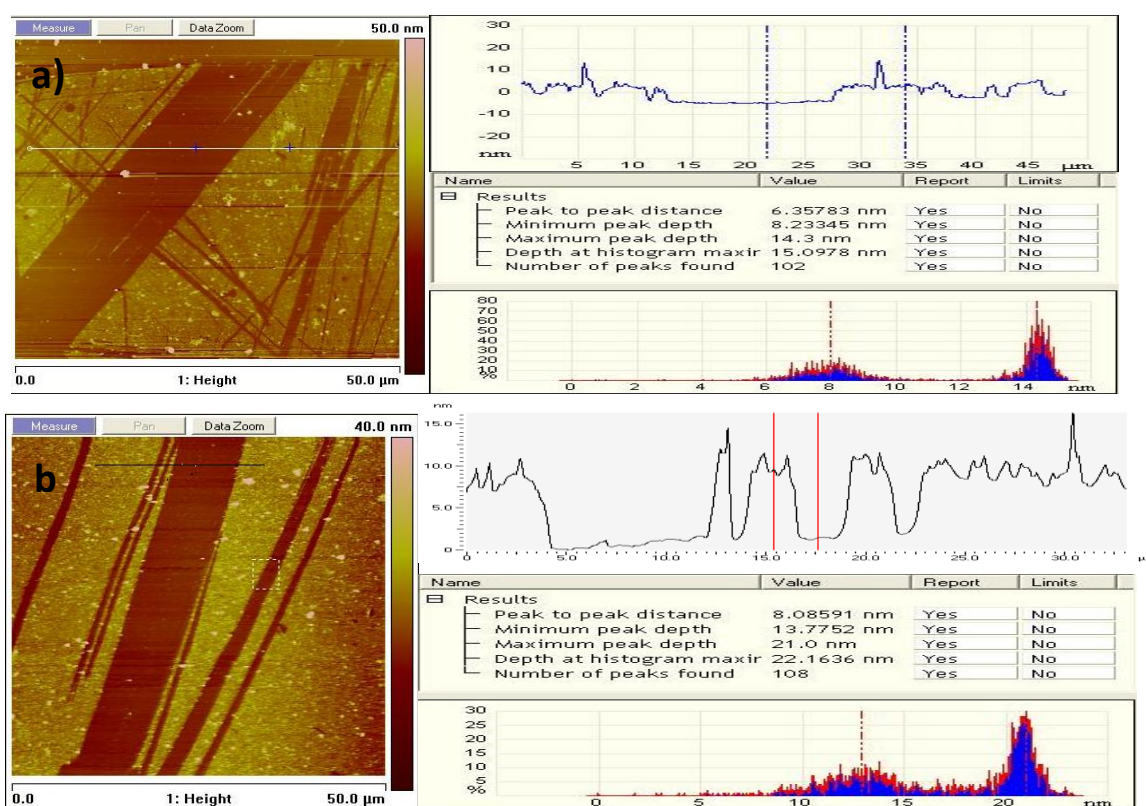 Measure Pan Data Zoom 50.0 nm
a)
0.0 1: Height 50.0 µm
30
20
10
0
-10
-20
nm
5 10 15 20 25 30 35 40 45 µm
Name Value Report Limits
Results
Peak to peak distance 6.35783 nm Yes No
Minimum peak depth 8.23345 nm Yes No
Maximum peak depth 14.3 nm Yes No
Depth at histogram maxir 15.0978 nm Yes No
Number of peaks found 102 Yes No
80
70
60
50
40
30
20
10
%
0 2 4 6 8 10 12 14 nm
Measure Pan Data Zoom 40.0 nm
b
0.0 1: Height 50.0 µm
nm
15.0
10.0
5.0
0
0 5.0 10.0 15.0 20.0 25.0 30.0 µ
Name Value Report Limits
Results
Peak to peak distance 8.08591 nm Yes No
Minimum peak depth 13.7752 nm Yes No
Maximum peak depth 21.0 nm Yes No
Depth at histogram maxir 22.1636 nm Yes No
Number of peaks found 108 Yes No
30
25
20
15
10
5
%
0 5 10 15 20 nm